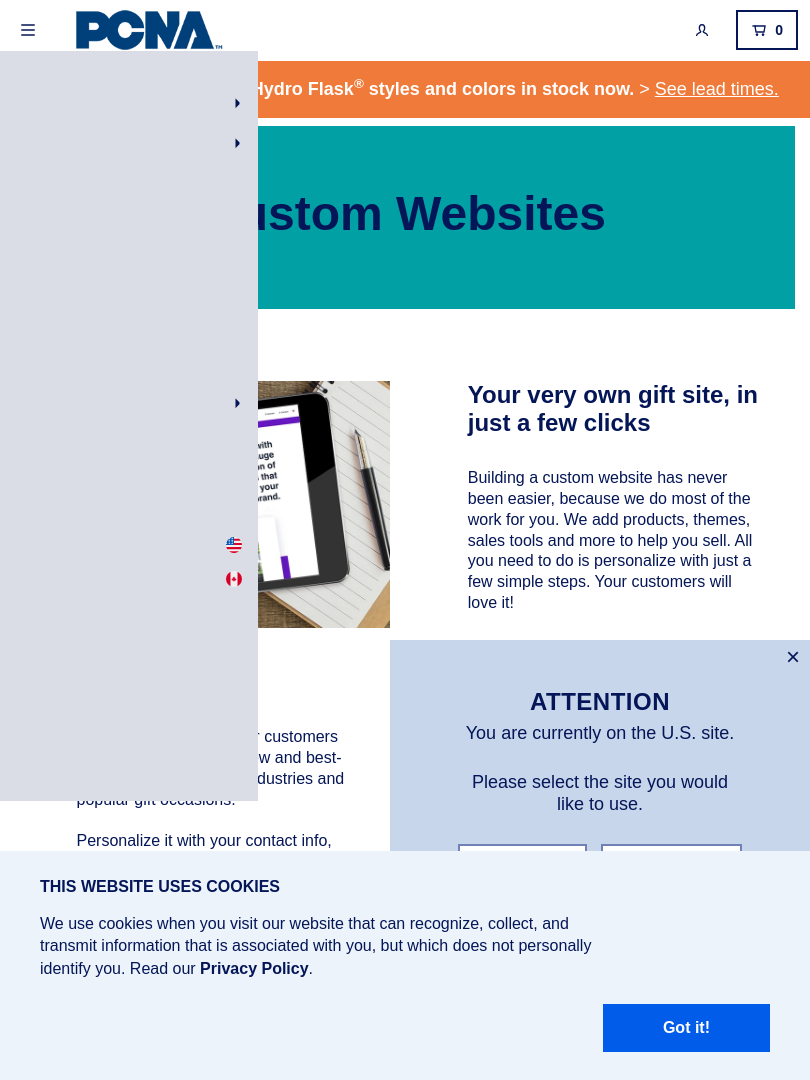 PCNA™
0
Hydro Flask® styles and colors in stock now. > See lead times.
ustom Websites
with
Your very own gift site, in
just a few clicks
Building a custom website has never
been easier, because we do most of the
work for you. We add products, themes,
sales tools and more to help you sell. All
you need to do is personalize with just a
few simple steps. Your customers will
love it!
ATTENTION
You are currently on the U.S. site.
Please select the site you would
like to use.
customers
and best-
industries and
popular gift occasions.
Personalize it with your contact info,
THIS WEBSITE USES COOKIES
We use cookies when you visit our website that can recognize, collect, and
transmit information that is associated with you, but which does not personally
identify you. Read our Privacy Policy.
Got it!